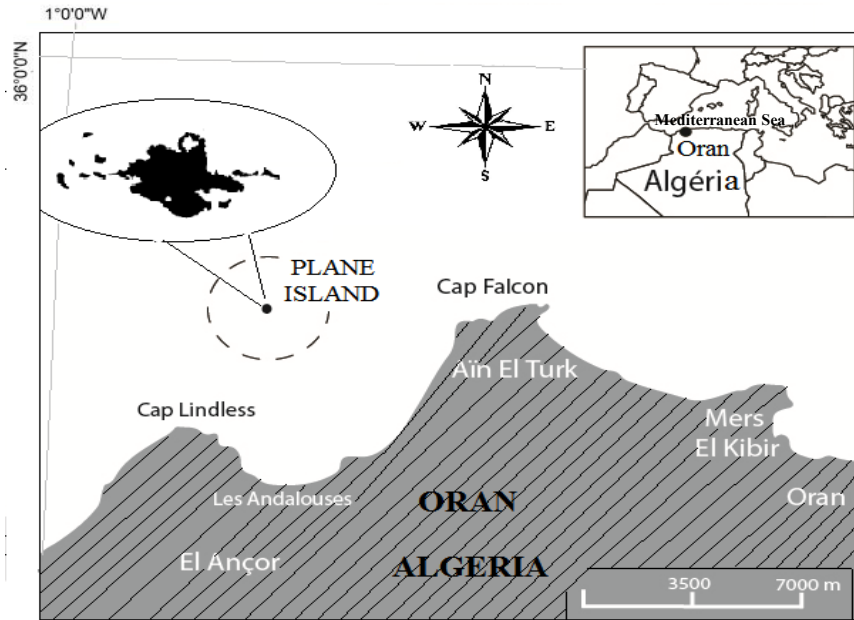 1°0'0"W
36°0'0"N
N
W
E
S
Mediterranean Sea
Oran
Algéria
PLANE
ISLAND
Cap Falcon
Aïn El Turk
Cap Lindless
Mers
El Kibir
Les Andalouses
ORAN
Oran
El Ançor
ALGERIA
3500
7000 m